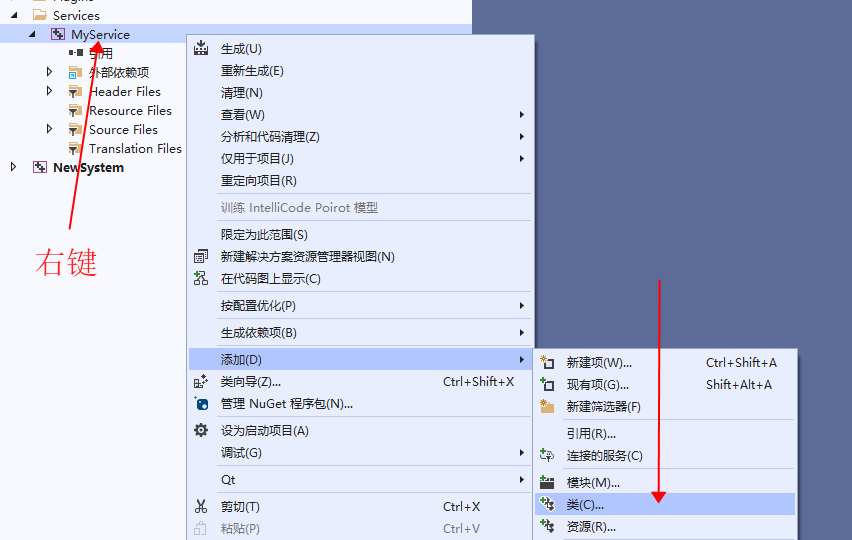 Services
MyService
引用
外部依赖项
Header Files
Resource Files
Source Files
Translation Files
NewSystem
右键
生成(U)
重新生成(E)
清理(N)
查看(W)
分析和代码清理(Z)
仅用于项目(J)
重定向项目(R)
训练 IntelliCode Poirot 模型
限定为此范围(S)
新建解决方案资源管理器视图(N)
在代码图上显示(C)
按配置优化(P)
生成依赖项(B)
添加(D)
类向导(Z)... Ctrl+Shift+X
管理 NuGet 程序包(N)...
设为启动项目(A)
调试(G)
Qt
剪切(T) Ctrl+X
粘贴(P) Ctrl+V
新建项(W)... Ctrl+Shift+A
现有项(G)... Shift+Alt+A
新建筛选器(F)
引用(R)...
连接的服务(C)
模块(M)...
类(C)...
资源(R)...